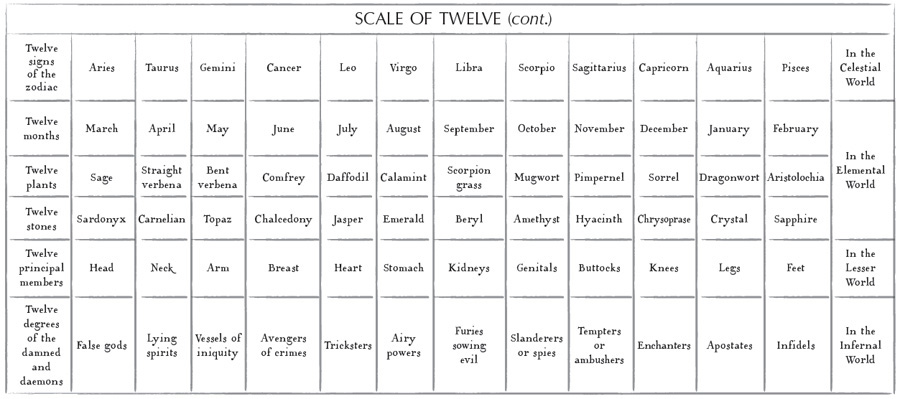 SCALE OF TWELVE (cont.)
Twelve signs of the zodiac Aries Taurus Gemini Cancer Leo Virgo Libra Scorpio Sagittarius Capricorn Aquarius Pisces In the Celestial World
Twelve months March April May June July August September October November December January February In the Elemental World
Twelve plants Sage Straight verbena Bent verbena Comfrey Daffodil Calamint Scorpion grass Mugwort Pimpernel Sorrel Dragonwort Aristolochia
Twelve stones Sardonyx Carnelian Topaz Chalcedony Jasper Emerald Beryl Amethyst Hyacinth Chrysoprase Crystal Sapphire
Twelve principal members Head Neck Arm Breast Heart Stomach Kidneys Genitals Buttocks Knees Legs Feet In the Lesser World
Twelve degrees of the damned and daemons False gods Lying spirits Vessels of iniquity Avengers of crimes Tricksters Airy powers Furies sowing evil Slanderers or spies Tempters or ambushers Enchanters Apostates Infidels In the Infernal World